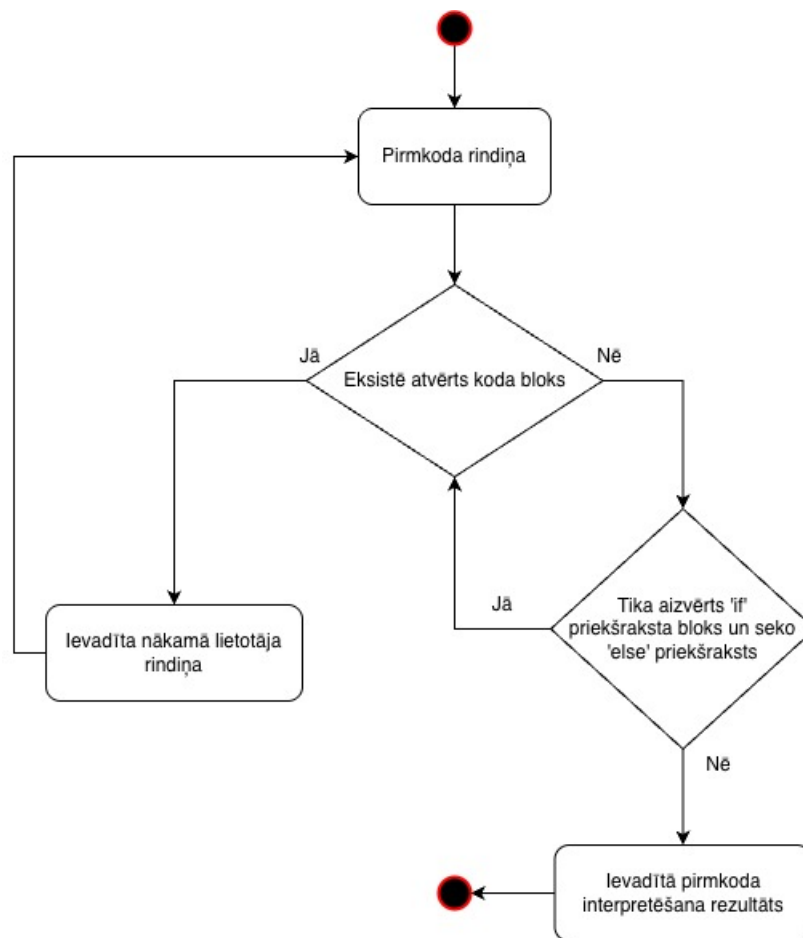 Pirmkoda rindiņa
Jā
Nē
Eksistē atvērts koda bloks
Jā
Tika aizvērts 'if'
priekšraksta bloks un seko
'else' priekšraksts
Ievadīta nākamā lietotāja
rindiņa
Nē
Ievadītā pirmkoda
interpretēšana rezultāts